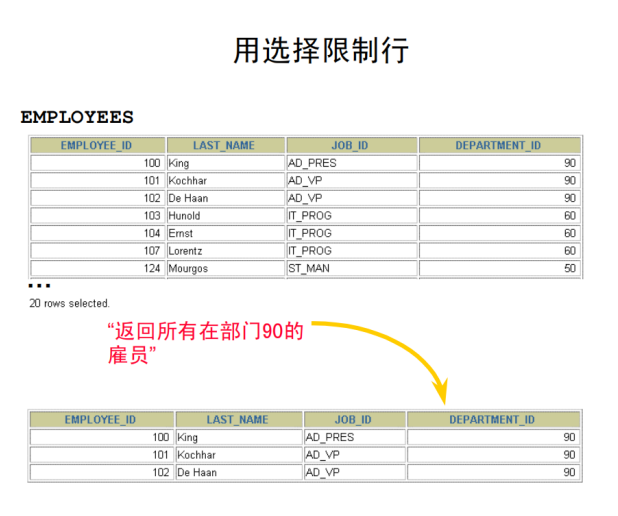 用选择限制行
EMPLOYEES
EMPLOYEE_ID LAST_NAME JOB_ID DEPARTMENT_ID
100 King AD_PRES 90
101 Kochhar AD_VP 90
102 De Haan AD_VP 90
103 Hunold IT_PROG 60
104 Ernst IT_PROG 60
107 Lorentz IT_PROG 60
124 Mourgos ST_MAN 50
...
20 rows selected.
“返回所有在部门90的
雇员”
EMPLOYEE_ID LAST_NAME JOB_ID DEPARTMENT_ID
100 King AD_PRES 90
101 Kochhar AD_VP 90
102 De Haan AD_VP 90